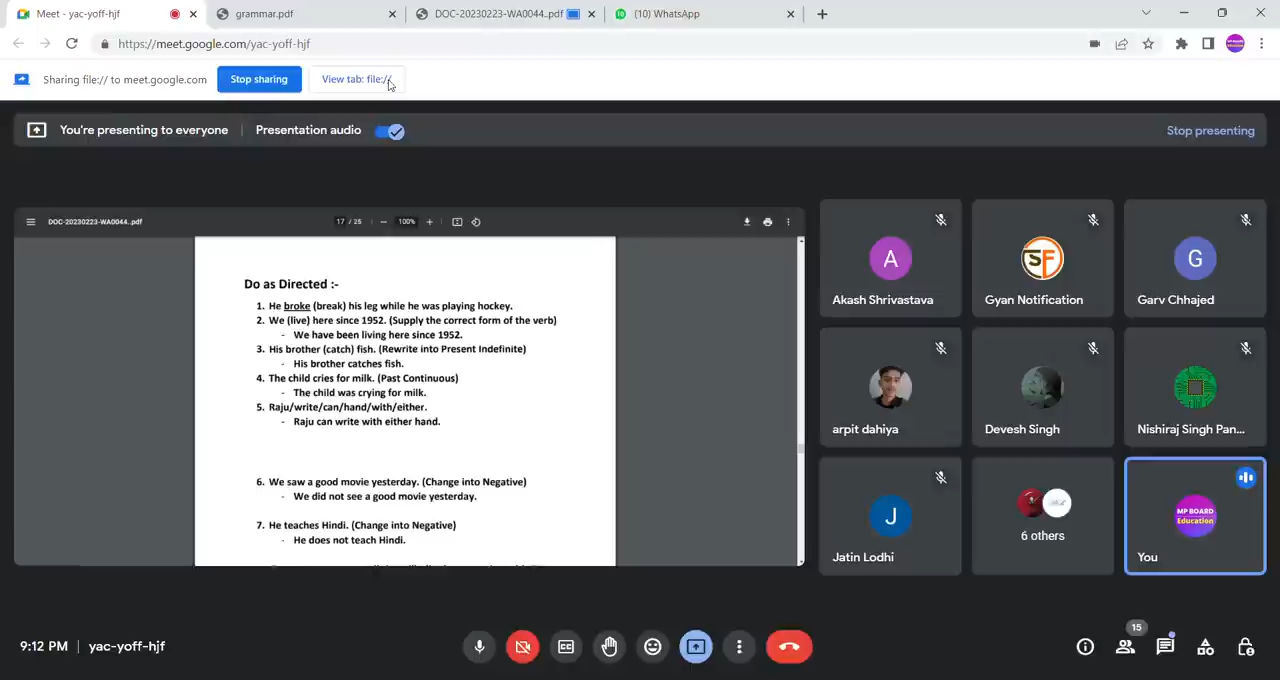 Meet - yac-yoff-hjf
grammar.pdf
DOC-20230223-WA0044..pdf
(10) WhatsApp
https://meet.google.com/yac-yoff-hjf
Sharing file:// to meet.google.com
Stop sharing
View tab: file://
You're presenting to everyone
Presentation audio
Stop presenting
DOC-20230223-WA0044..pdf
17 / 25
100%
Do as Directed :-
1. He broke (break) his leg while he was playing hockey.
2. We (live) here since 1952. (Supply the correct form of the verb)
- We have been living here since 1952.
3. His brother (catch) fish. (Rewrite into Present Indefinite)
- His brother catches fish.
4. The child cries for milk. (Past Continuous)
- The child was crying for milk.
5. Raju/write/can/hand/with/either.
- Raju can write with either hand.
6. We saw a good movie yesterday. (Change into Negative)
- We did not see a good movie yesterday.
7. He teaches Hindi. (Change into Negative)
- He does not teach Hindi.
A
Akash Shrivastava
SF
Gyan Notification
G
Garv Chhajed
arpit dahiya
Devesh Singh
Nishiraj Singh Pan...
J
Jatin Lodhi
6 others
MP BOARD
Education
You
9:12 PM | yac-yoff-hjf
15